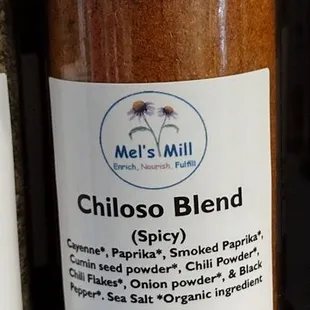 Mel's Mill
Enrich, Nourish, Fulfill
Chiloso Blend
(Spicy)
Cayenne*, Paprika*, Smoked Paprika*,
Cumin seed powder*, Chili Powder*,
Chili Flakes*, Onion powder*, & Black
Pepper*. Sea Salt *Organic ingredient